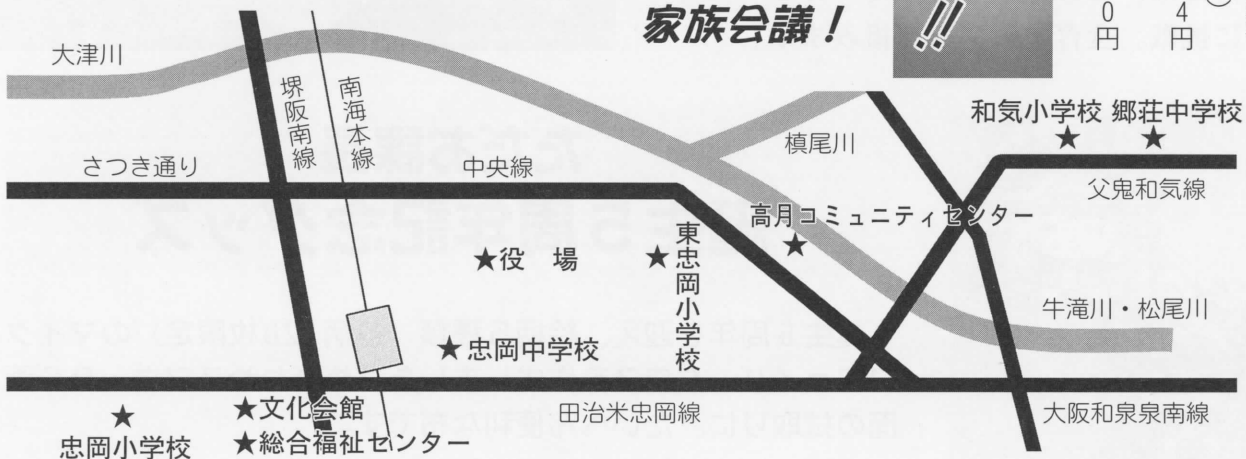 家族会議！
!!
0円
4円
大津川
堺阪南線
南海本線
さつき通り
中央線
槙尾川
和気小学校 郷荘中学校
★ ★
父鬼和気線
高月コミュニティセンター
★
★役 場
★東忠岡小学校
牛滝川・松尾川
★忠岡中学校
★
忠岡小学校
★文化会館
★総合福祉センター
田治米忠岡線
大阪和泉泉南線